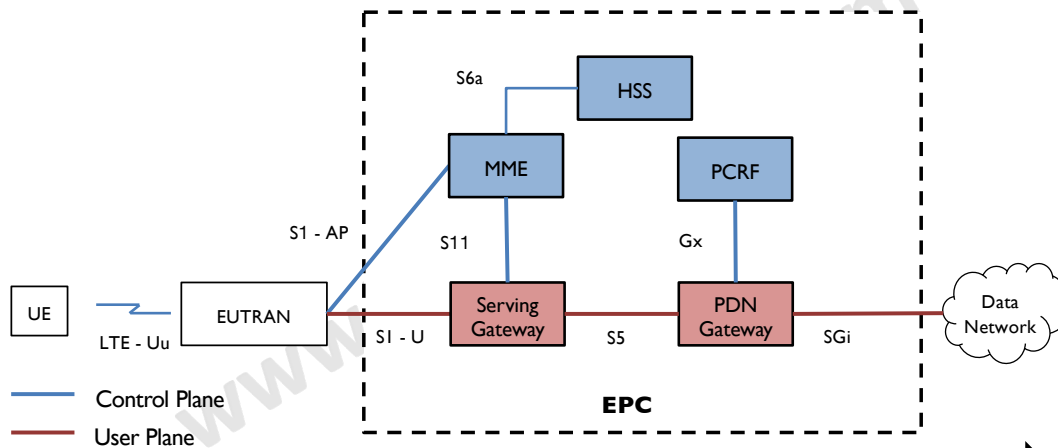 S6a
HSS
MME
PCRF
S1 - AP
S11
Gx
UE
EUTRAN
Serving
Gateway
PDN
Gateway
Data
Network
LTE - Uu
S1 - U
S5
SGi
Control Plane
EPC
User Plane
www